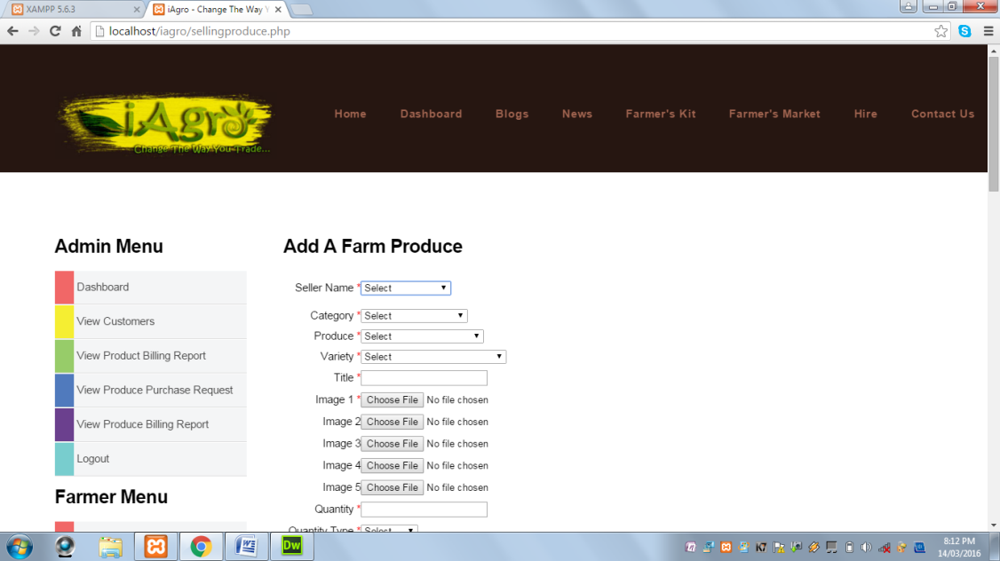 XAMPP 5.6.3
iAgro - Change The Way Y
localhost/iagro/sellingproduce.php
iAgro
Change The Way You Trade...
Home Dashboard Blogs News Farmer's Kit Farmer's Market Hire Contact Us
Admin Menu
Dashboard
View Customers
View Product Billing Report
View Produce Purchase Request
View Produce Billing Report
Logout
Farmer Menu
Add A Farm Produce
Seller Name * Select
Category * Select
Produce * Select
Variety * Select
Title *
Image 1 * Choose File No file chosen
Image 2 Choose File No file chosen
Image 3 Choose File No file chosen
Image 4 Choose File No file chosen
Image 5 Choose File No file chosen
Quantity *
Quantity Type * Select
Dw
8:12 PM
14/03/2016